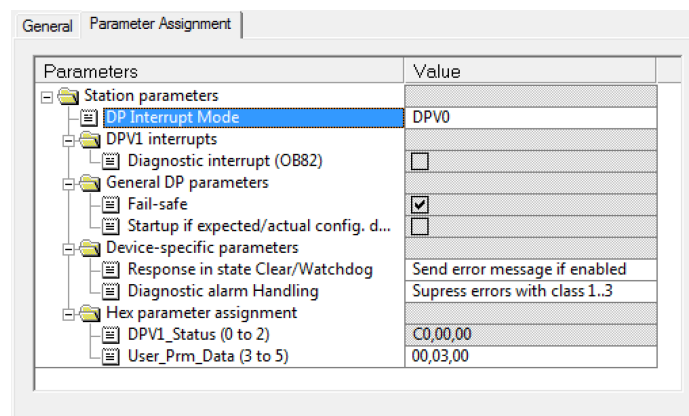 General Parameter Assignment
Parameters Value
Station parameters
DP Interrupt Mode DPV0
DPV1 interrupts
Diagnostic interrupt (OB82)
General DP parameters
Fail-safe
Startup if expected/actual config. d...
Device-specific parameters
Response in state Clear/Watchdog Send error message if enabled
Diagnostic alarm Handling Supress errors with class 1..3
Hex parameter assignment
DPV1_Status (0 to 2) C0,00,00
User_Prm_Data (3 to 5) 00,03,00